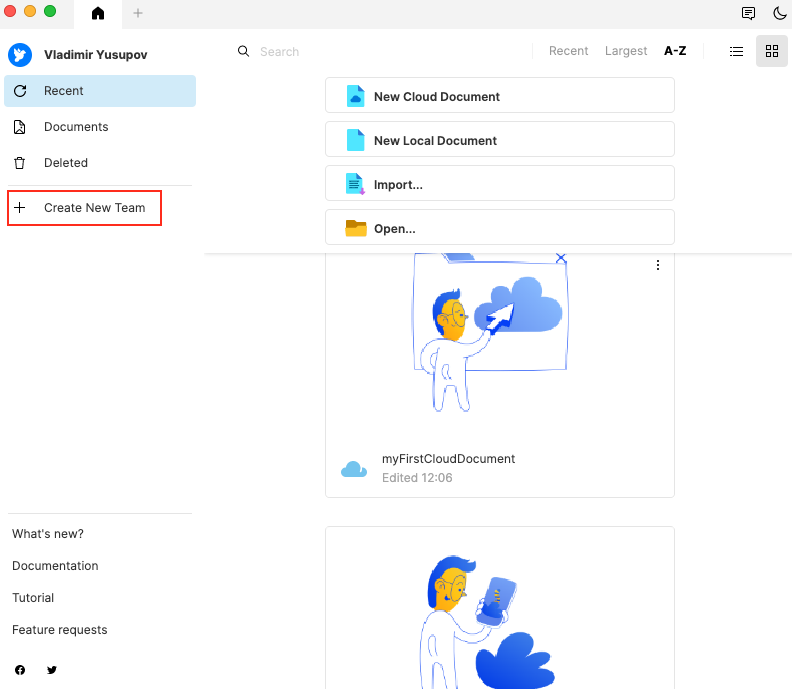 Vladimir Yusupov
Recent
Documents
Deleted
Create New Team
What's new?
Documentation
Tutorial
Feature requests
Search
Recent
Largest
A-Z
New Cloud Document
New Local Document
Import...
Open...
myFirstCloudDocument
Edited 12:06